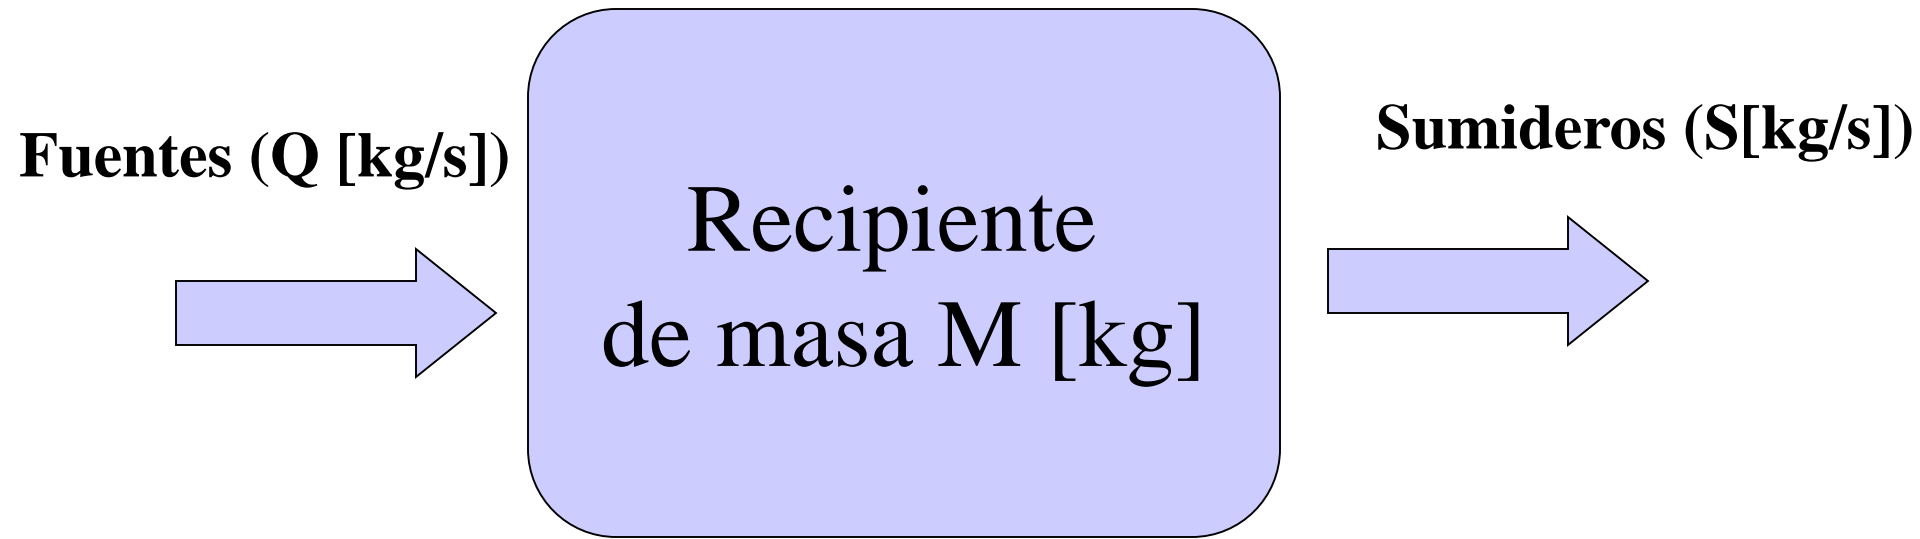 Fuentes (Q [kg/s])
Recipiente
de masa M [kg]
Sumideros (S[kg/s])